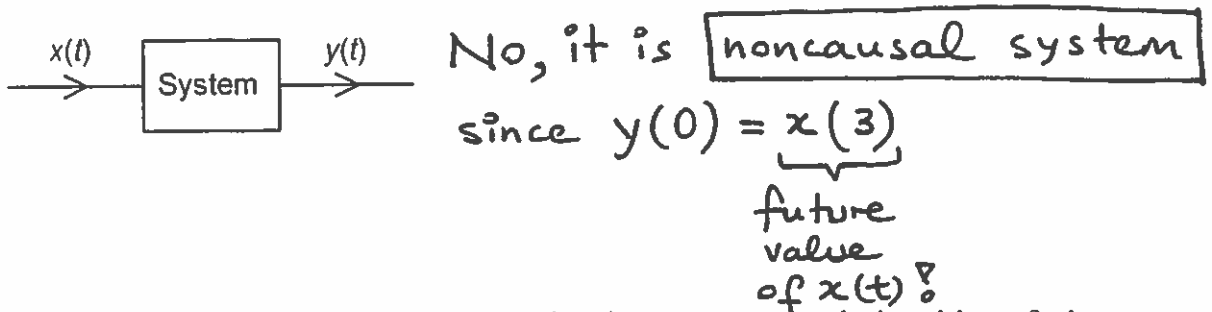 x(t)
System
y(t)
No, it is noncausal system
since y(0) = x(3)
future
value
of x(t)!